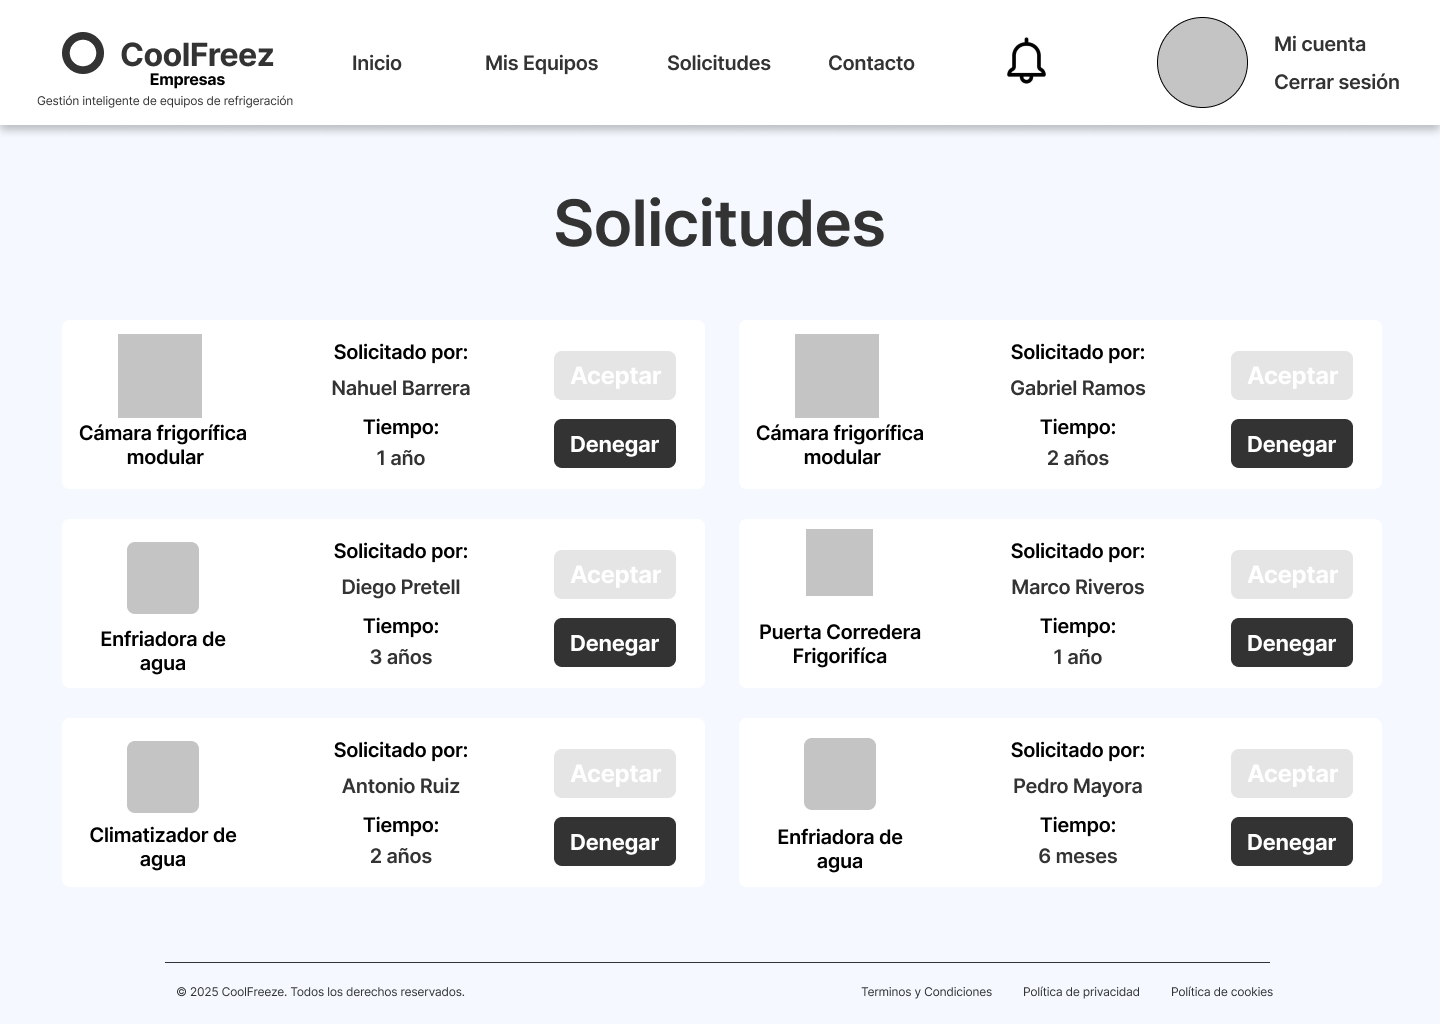 CoolFreez
Empresas
Gestión inteligente de equipos de refrigeración
Inicio
Mis Equipos
Solicitudes
Contacto
Mi cuenta
Cerrar sesión
Solicitudes
Cámara frigorífica
modular
Solicitado por:
Nahuel Barrera
Tiempo:
1 año
Aceptar
Denegar
Cámara frigorífica
modular
Solicitado por:
Gabriel Ramos
Tiempo:
2 años
Aceptar
Denegar
Enfriadora de
agua
Solicitado por:
Diego Pretell
Tiempo:
3 años
Aceptar
Denegar
Puerta Corredera
Frigorifíca
Solicitado por:
Marco Riveros
Tiempo:
1 año
Aceptar
Denegar
Climatizador de
agua
Solicitado por:
Antonio Ruiz
Tiempo:
2 años
Aceptar
Denegar
Enfriadora de
agua
Solicitado por:
Pedro Mayora
Tiempo:
6 meses
Aceptar
Denegar
© 2025 CoolFreeze. Todos los derechos reservados.
Terminos y Condiciones
Política de privacidad
Política de cookies